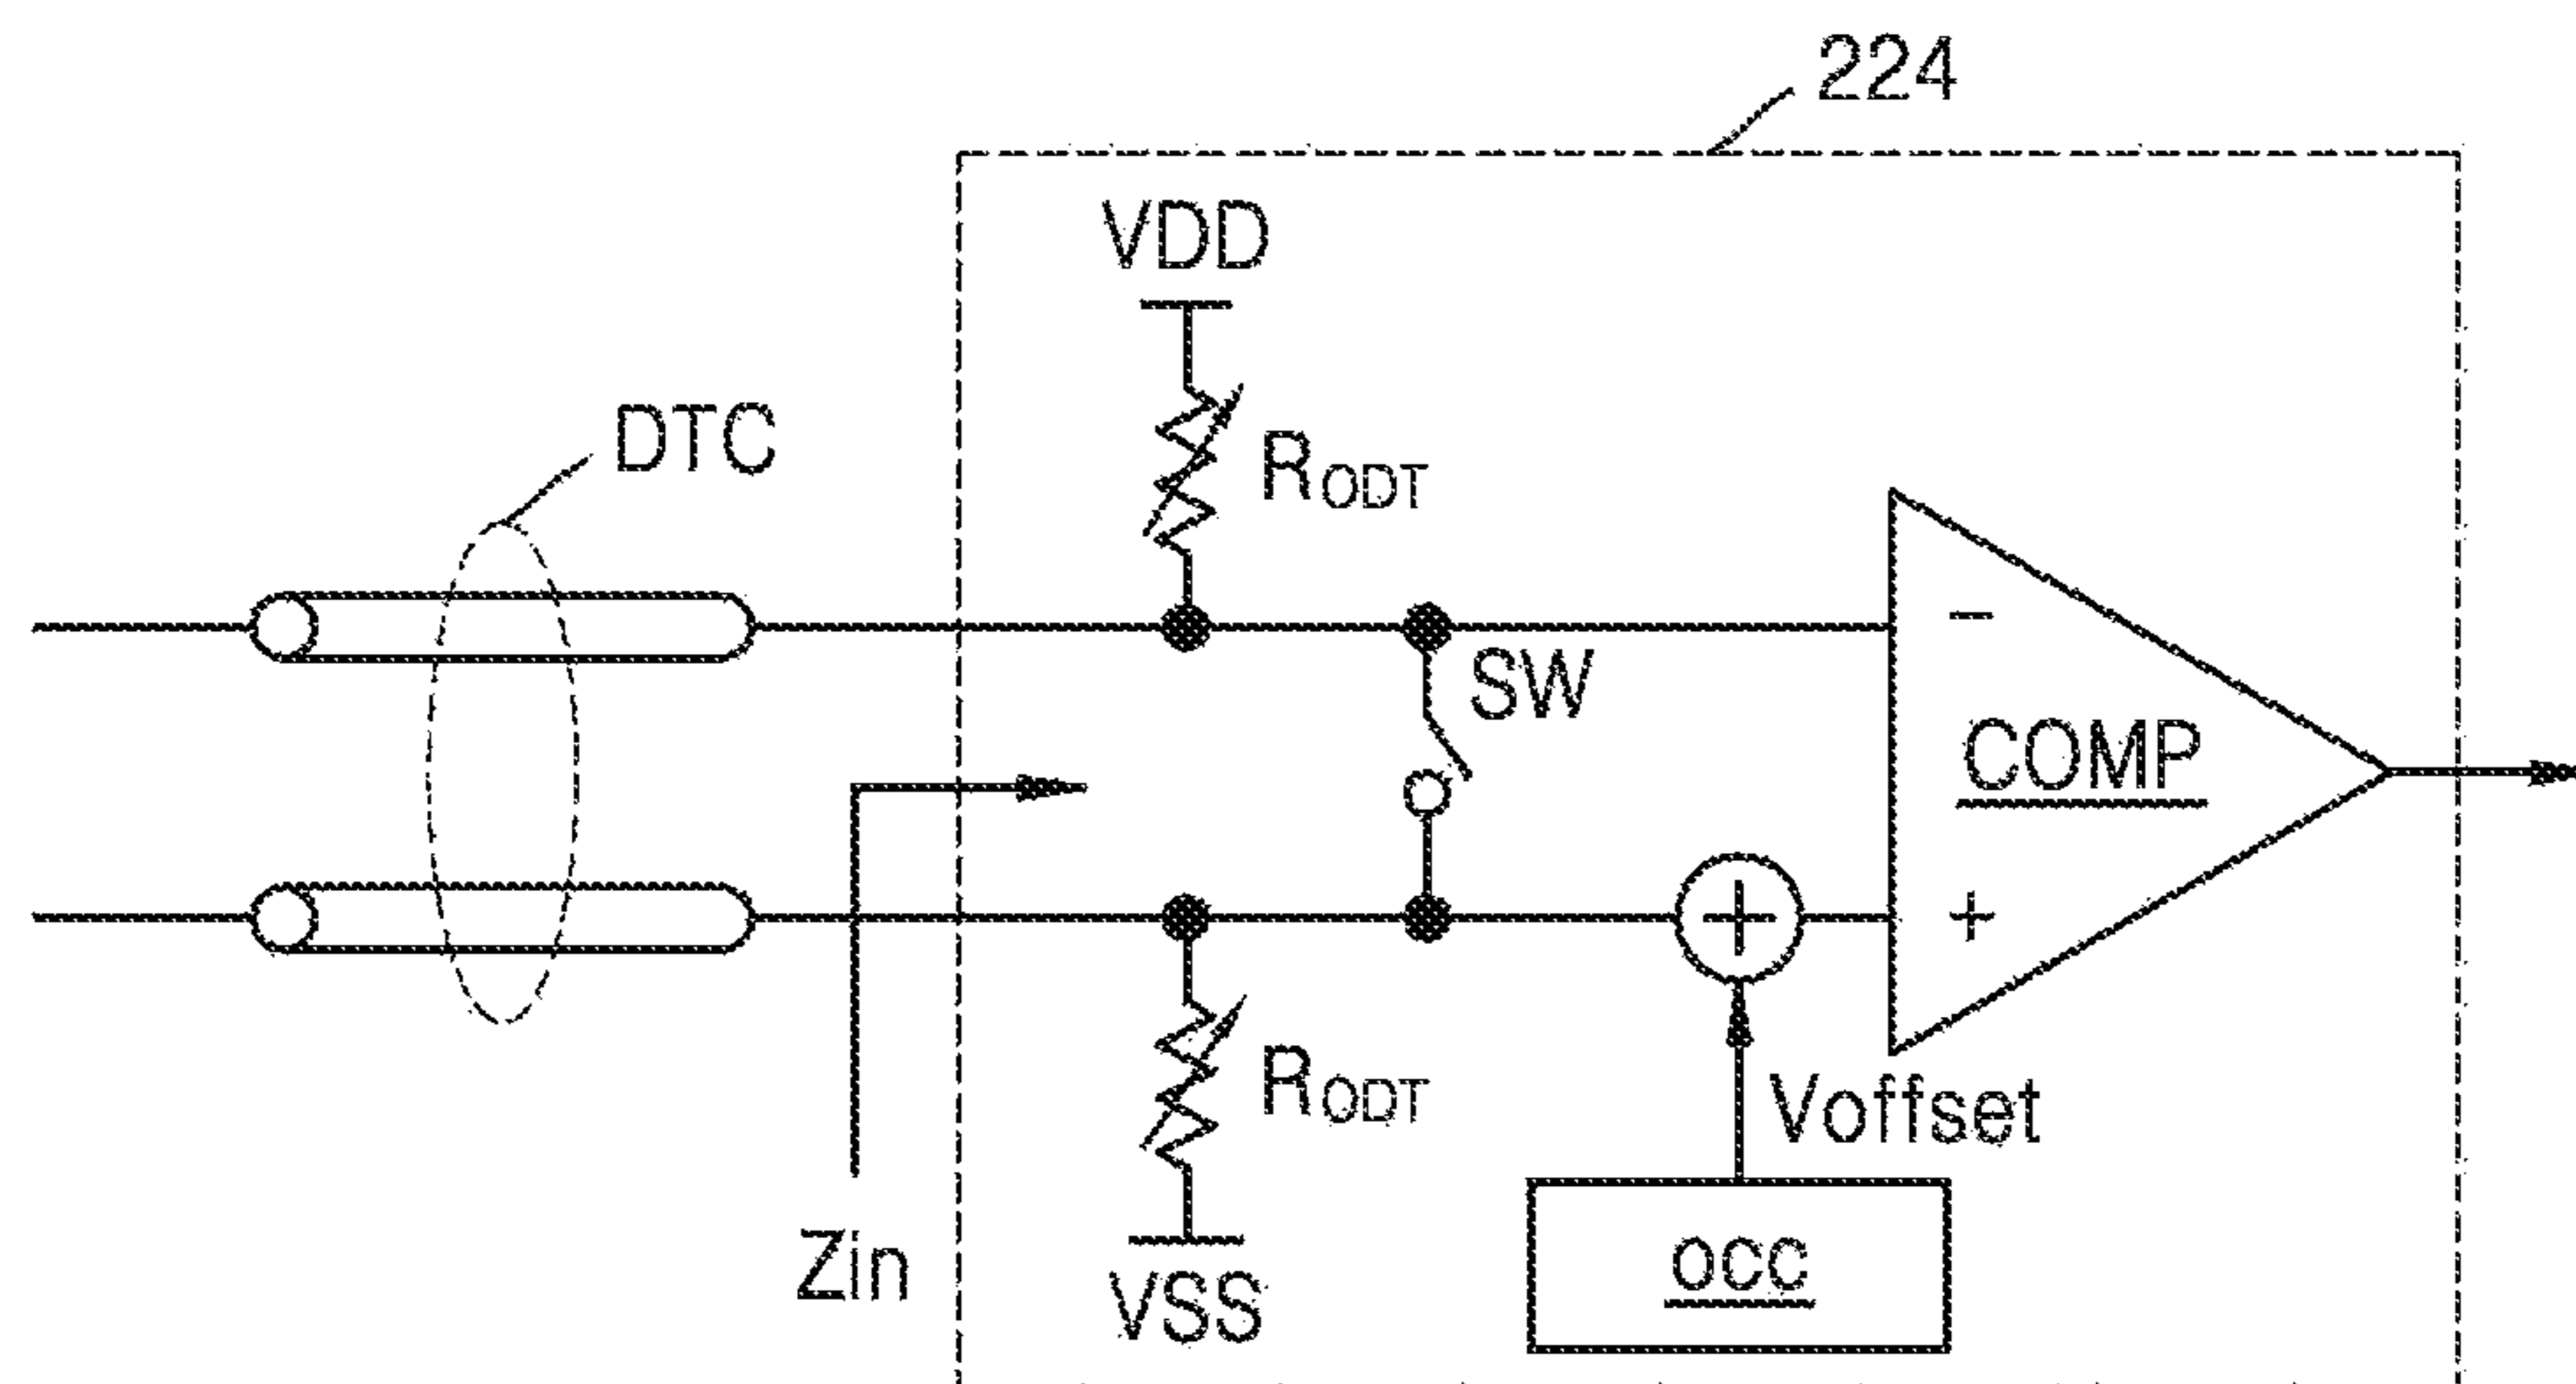 224
VDD
DTC
RODT
SW
-
COMP
+
+
RODT
Voffset
Zin
OCC
VSS